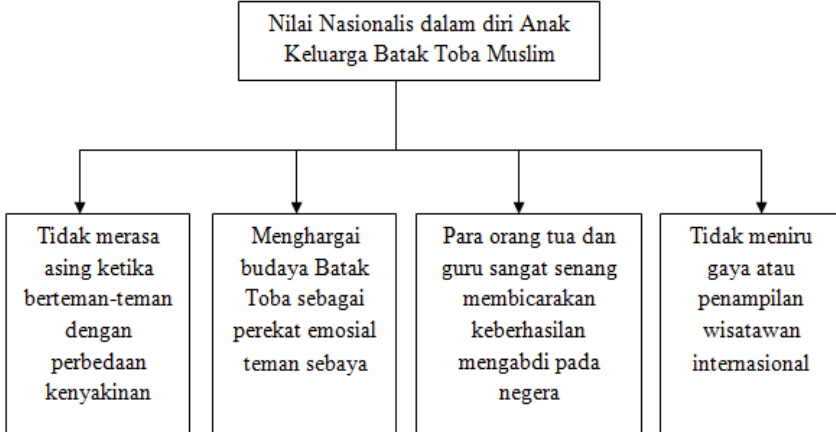 Nilai Nasionalis dalam diri Anak
Keluarga Batak Toba Muslim
Tidak merasa
asing ketika
berteman-teman
dengan
perbedaan
kenyakinan
Menghargai
budaya Batak
Toba sebagai
perekat emosial
teman sebaya
Para orang tua dan
guru sangat senang
membicarakan
keberhasilan
mengabdi pada
negera
Tidak meniru
gaya atau
penampilan
wisatawan
internasional